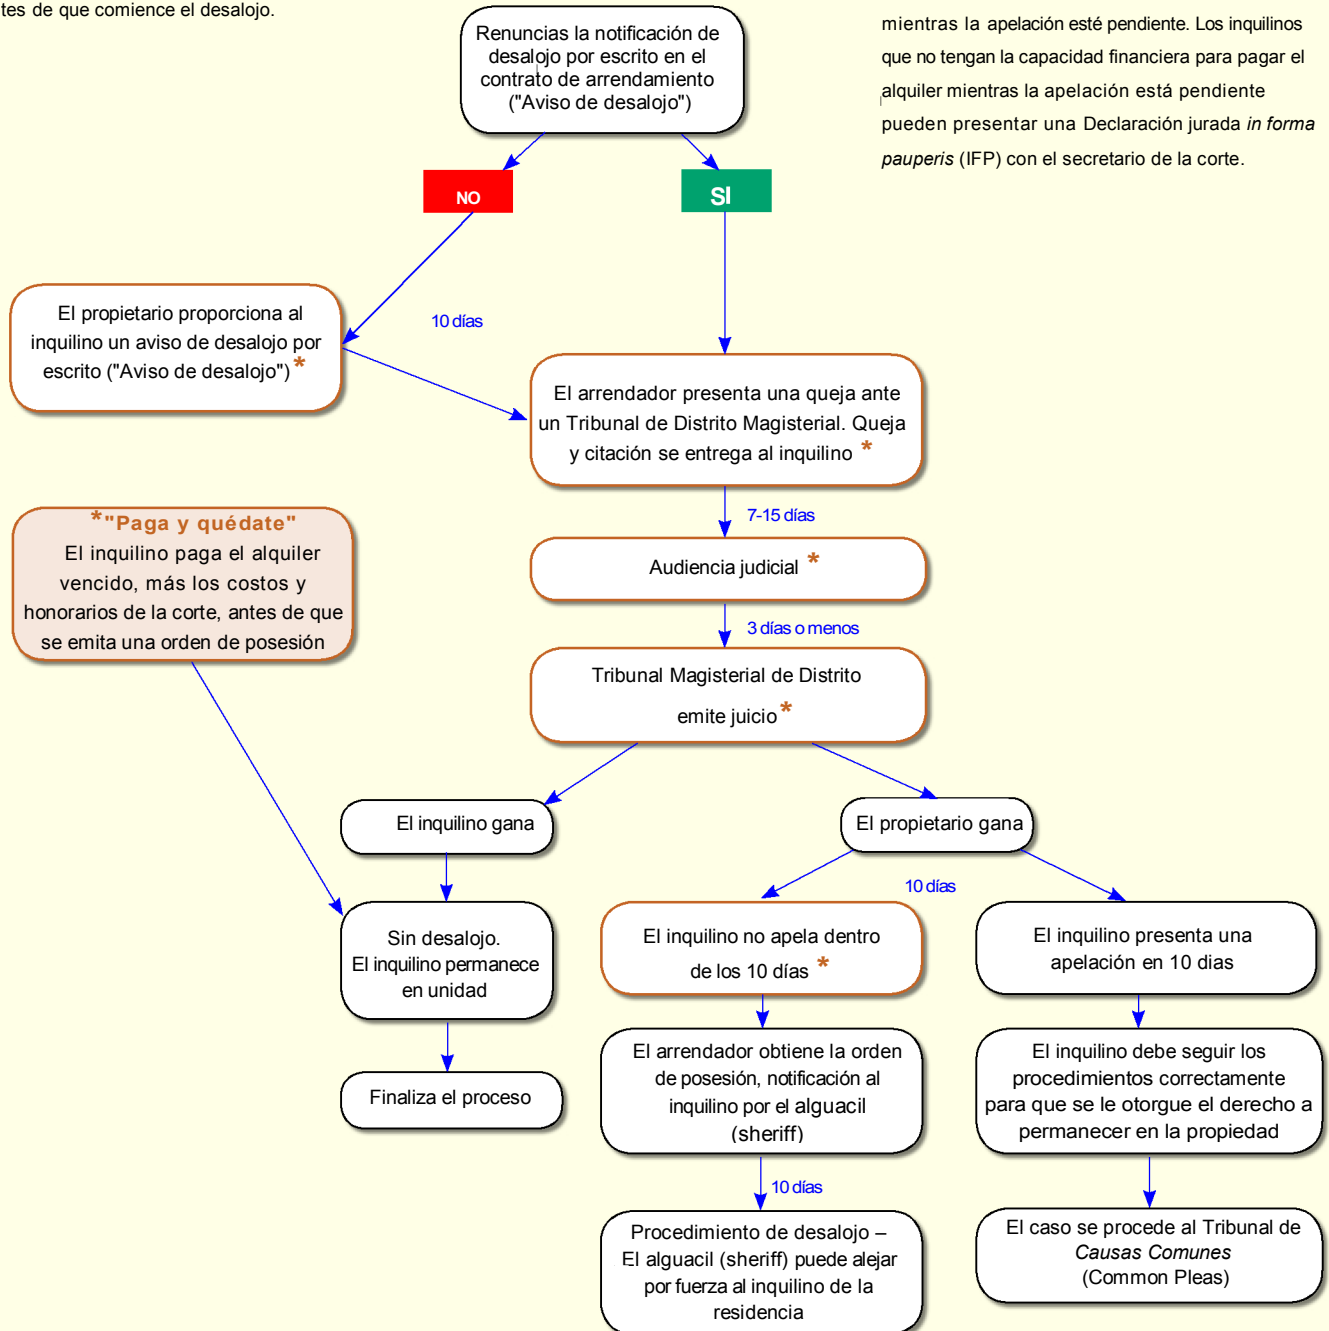 tes de que comience el desalojo.
mientras la apelación esté pendiente. Los inquilinos
que no tengan la capacidad financiera para pagar el
alquiler mientras la apelación está pendiente
pueden presentar una Declaración jurada in forma
pauperis (IFP) con el secretario de la corte.
Renuncias la notificación de
desalojo por escrito en el
contrato de arrendamiento
("Aviso de desalojo")
NO
SI
El propietario proporciona al
inquilino un aviso de desalojo por
escrito ("Aviso de desalojo") *
10 días
El arrendador presenta una queja ante
un Tribunal de Distrito Magisterial. Queja
y citación se entrega al inquilino *
7-15 días
*"Paga y quédate"
El inquilino paga el alquiler
vencido, más los costos y
honorarios de la corte, antes de que
se emita una orden de posesión
Audiencia judicial *
3 días o menos
Tribunal Magisterial de Distrito
emite juicio *
El inquilino gana
El propietario gana
10 días
Sin desalojo.
El inquilino permanece
en unidad
El inquilino no apela dentro
de los 10 días *
El inquilino presenta una
apelación en 10 dias
Finaliza el proceso
El arrendador obtiene la orden
de posesión, notificación al
inquilino por el alguacil
(sheriff)
El inquilino debe seguir los
procedimientos correctamente
para que se le otorgue el derecho a
permanecer en la propiedad
10 días
Procedimiento de desalojo –
El alguacil (sheriff) puede alejar
por fuerza al inquilino de la
residencia
El caso se procede al Tribunal de
Causas Comunes
(Common Pleas)